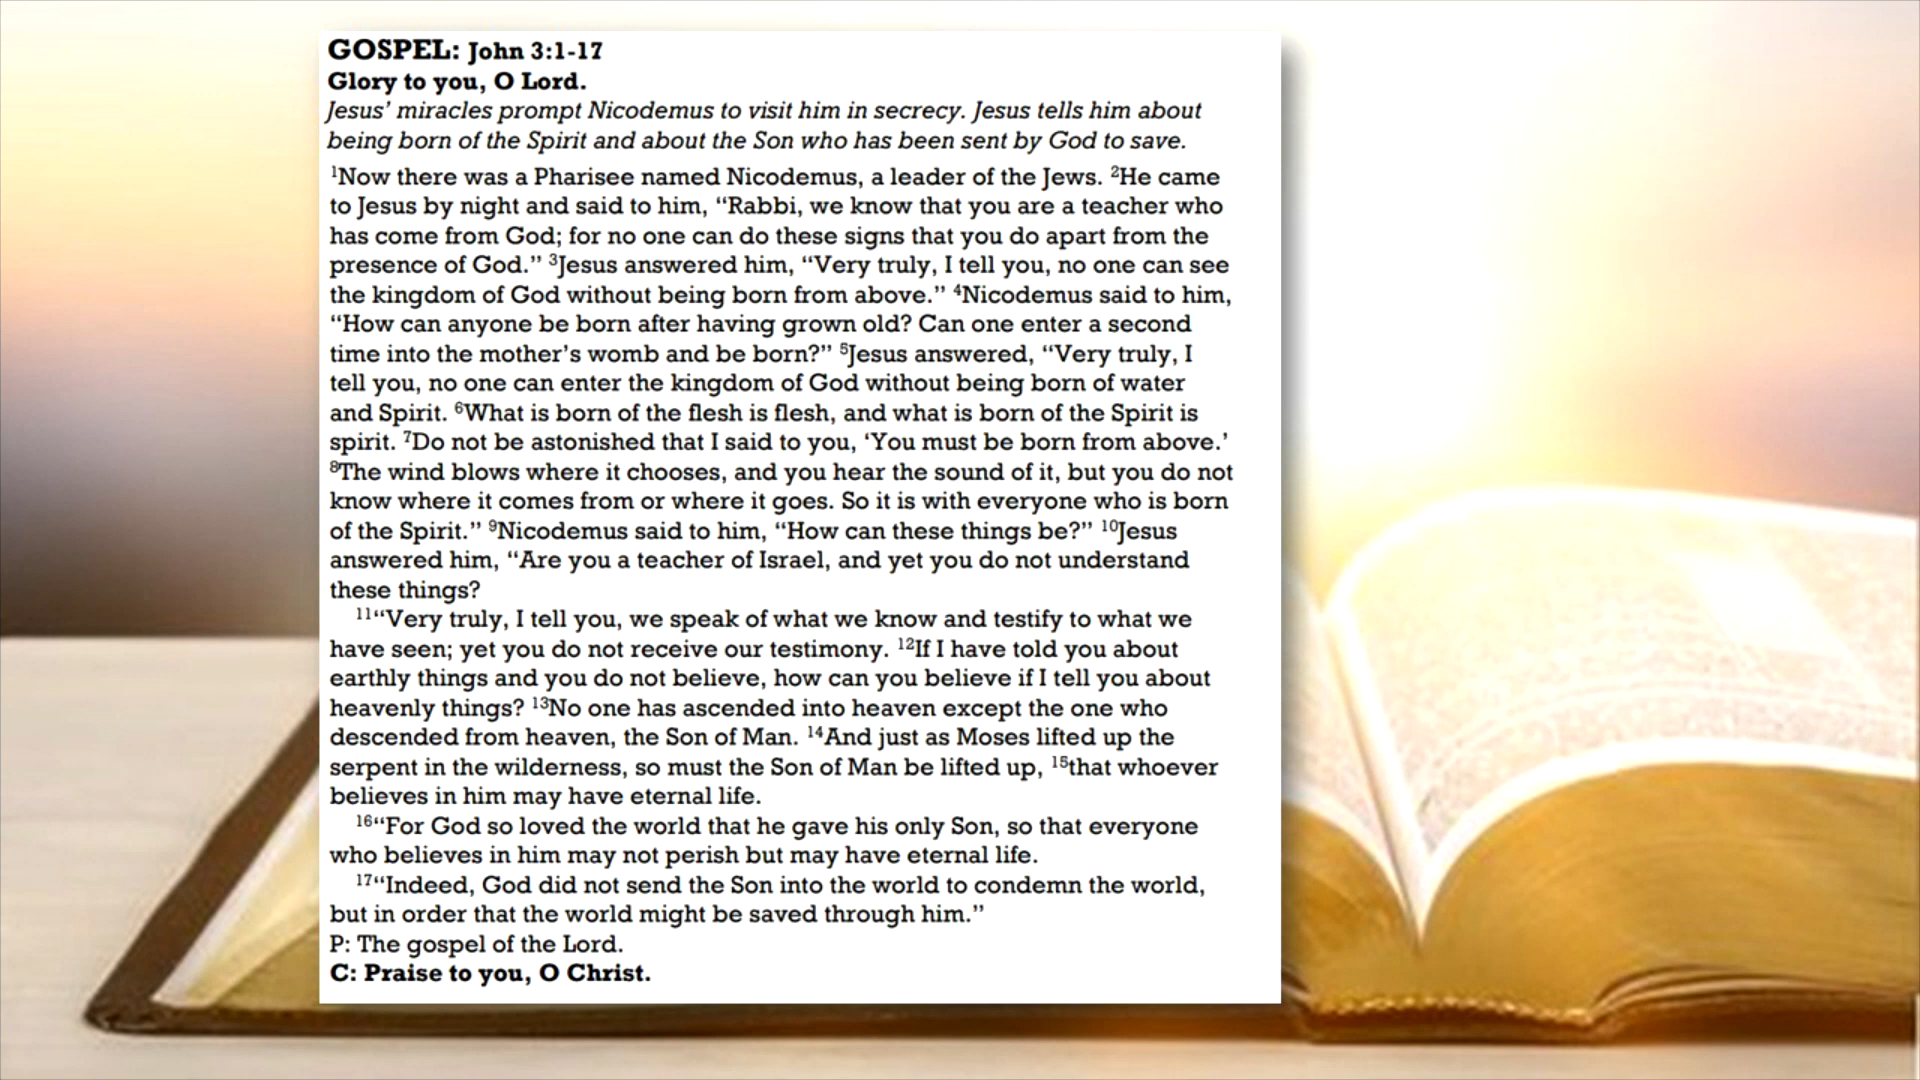 GOSPEL: John 3:1-17
Glory to you, O Lord.
Jesus’ miracles prompt Nicodemus to visit him in secrecy. Jesus tells him about
being born of the Spirit and about the Son who has been sent by God to save.
¹Now there was a Pharisee named Nicodemus, a leader of the Jews. ²He came
to Jesus by night and said to him, “Rabbi, we know that you are a teacher who
has come from God; for no one can do these signs that you do apart from the
presence of God.” ³Jesus answered him, “Very truly, I tell you, no one can see
the kingdom of God without being born from above.” ⁴Nicodemus said to him,
“How can anyone be born after having grown old? Can one enter a second
time into the mother’s womb and be born?” ⁵Jesus answered, “Very truly, I
tell you, no one can enter the kingdom of God without being born of water
and Spirit. ⁶What is born of the flesh is flesh, and what is born of the Spirit is
spirit. ⁷Do not be astonished that I said to you, ‘You must be born from above.’
⁸The wind blows where it chooses, and you hear the sound of it, but you do not
know where it comes from or where it goes. So it is with everyone who is born
of the Spirit.” ⁹Nicodemus said to him, “How can these things be?” ¹⁰Jesus
answered him, “Are you a teacher of Israel, and yet you do not understand
these things?
¹¹“Very truly, I tell you, we speak of what we know and testify to what we
have seen; yet you do not receive our testimony. ¹²If I have told you about
earthly things and you do not believe, how can you believe if I tell you about
heavenly things? ¹³No one has ascended into heaven except the one who
descended from heaven, the Son of Man. ¹⁴And just as Moses lifted up the
serpent in the wilderness, so must the Son of Man be lifted up, ¹⁵that whoever
believes in him may have eternal life.
¹⁶“For God so loved the world that he gave his only Son, so that everyone
who believes in him may not perish but may have eternal life.
¹⁷“Indeed, God did not send the Son into the world to condemn the world,
but in order that the world might be saved through him.”
P: The gospel of the Lord.
C: Praise to you, O Christ.